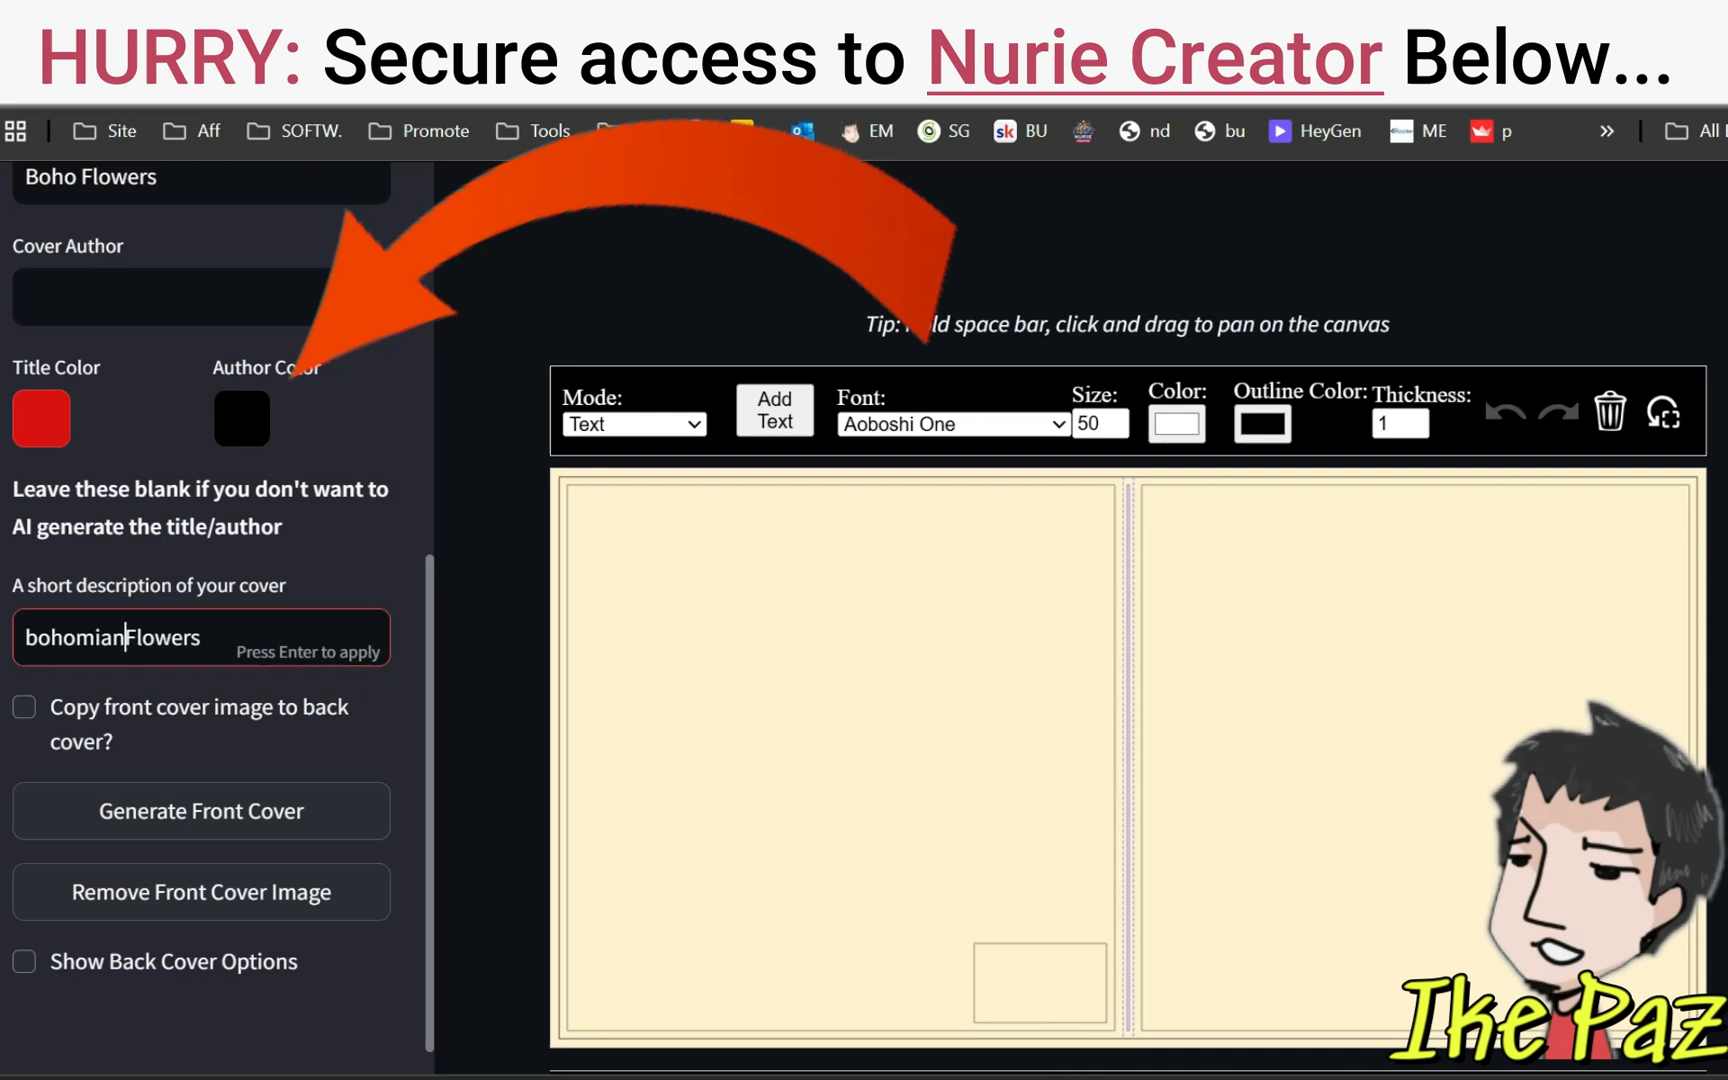 HURRY: Secure access to Nurie Creator Below...
Site Aff SOFTW. Promote Tools EM SG sk BU nd bu HeyGen ME p » All
Boho Flowers
Cover Author
Title Color Author Color
Leave these blank if you don't want to
AI generate the title/author
A short description of your cover
bohomianFlowers
Press Enter to apply
Copy front cover image to back
cover?
Generate Front Cover
Remove Front Cover Image
Show Back Cover Options
Tip: space bar, click and drag to pan on the canvas
Mode: Add Text Font: Size: Color: Outline Color: Thickness:
Text Aoboshi One 50 1
Ike Paz